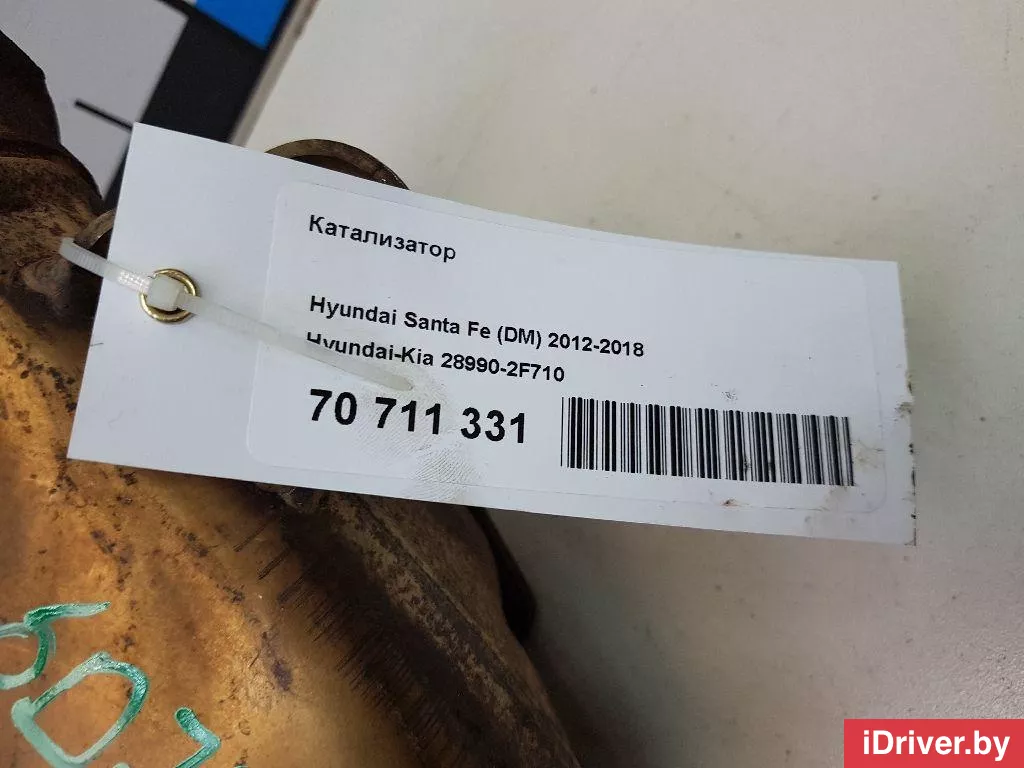 Катализатор
Hyundai Santa Fe (DM) 2012-2018
Hyundai-Kia 28990-2F710
70 711 331
iDriver.by